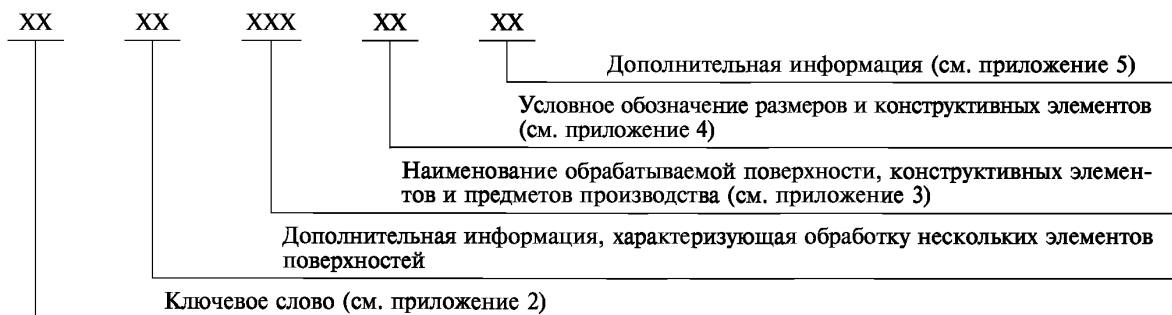 XX XX XXX XX XX
Дополнительная информация (см. приложение 5)
Условное обозначение размеров и конструктивных элементов
(см. приложение 4)
Наименование обрабатываемой поверхности, конструктивных элемен-
тов и предметов производства (см. приложение 3)
Дополнительная информация, характеризующая обработку нескольких элементов
поверхностей
Ключевое слово (см. приложение 2)